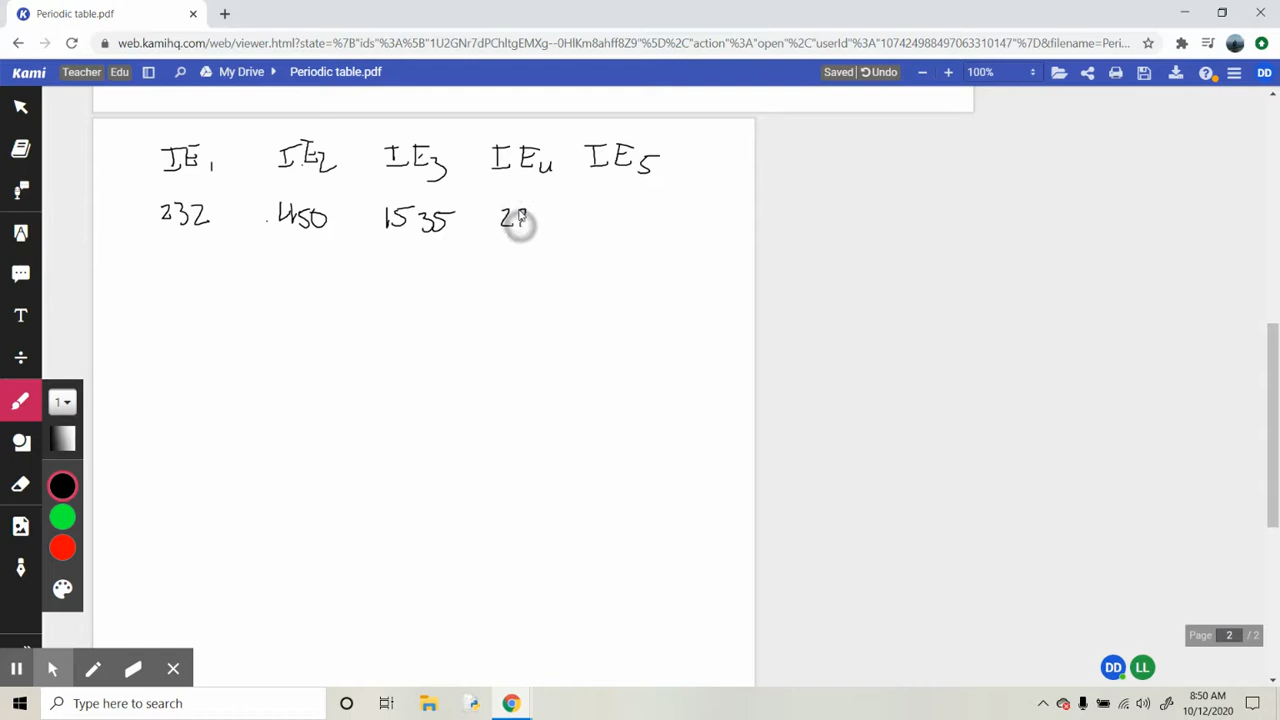 Periodic table.pdf
web.kamihq.com/web/viewer.html?state=%7B"ids"%3A%5B"1U2GNr7dPChltgEMXg--0HlKm8ahff8Z9"%5D%2C"action"%3A"open"%2C"userId"%3A"107424988497063310147"%7D&filename=Peri...
Kami Teacher Edu My Drive Periodic table.pdf Saved Undo 100% DD
IE1 IE2 IE3 IE4 IE5
232 450 1535
T
1
Page 2 / 2
DD LL
Type here to search
8:50 AM
10/12/2020